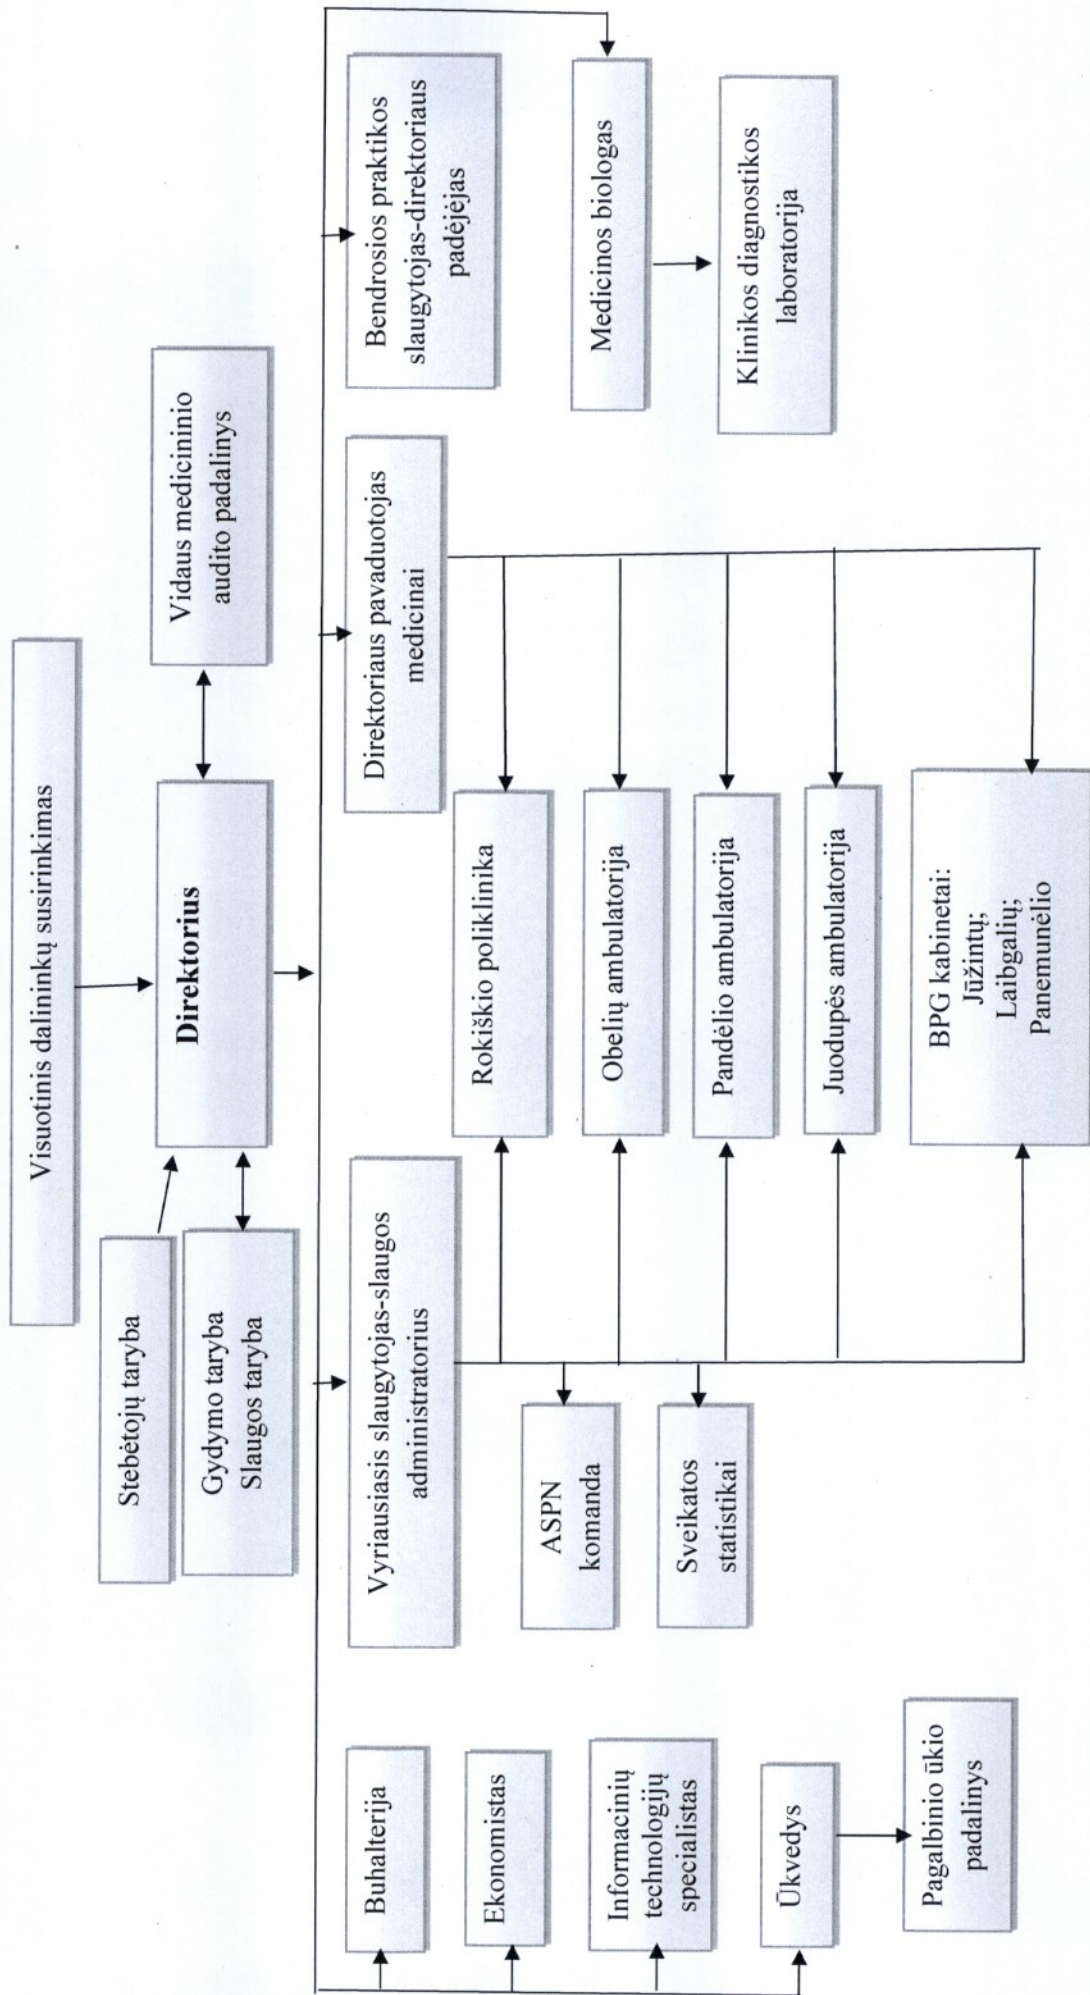 Visuotinis dalininkų susirinkimas
Stebėtojų taryba
Direktorius
Vidaus medicininio
audito padalinys
Gydymo taryba
Slaugos taryba
Buhalterija
Ekonomistas
Informacinių
technologijų
specialistas
Ūkvedys
Pagalbinio ūkio
padalinys
Vyriausiasis slaugytojas-slaugos
administratorius
ASPN
komanda
Sveikatos
statistikai
Direktoriaus pavaduotojas
medicinai
Rokiškio poliklinika
Obelių ambulatorija
Pandėlio ambulatorija
Juodupės ambulatorija
BPG kabinetai:
Jūžintų;
Laibgalių;
Panemunėlio
Bendrosios praktikos
slaugytojas-direktoriaus
padėjėjas
Medicinos biologas
Klinikos diagnostikos
laboratorija